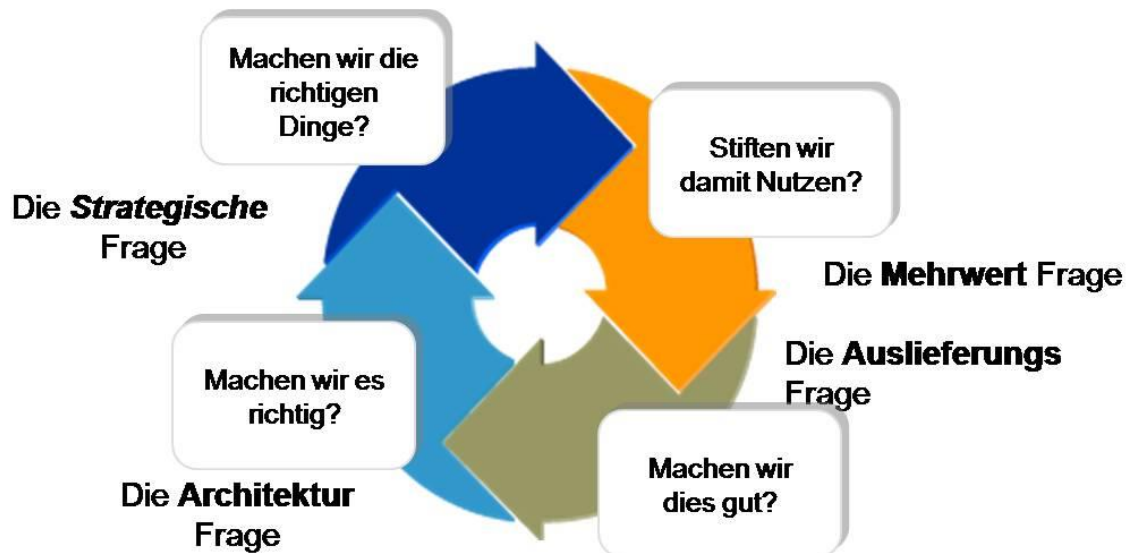 Machen wir die
richtigen
Dinge?
Stiften wir
damit Nutzen?
Die Strategische
Frage
Die Mehrwert Frage
Die Auslieferungs
Frage
Machen wir es
richtig?
Machen wir
dies gut?
Die Architektur
Frage